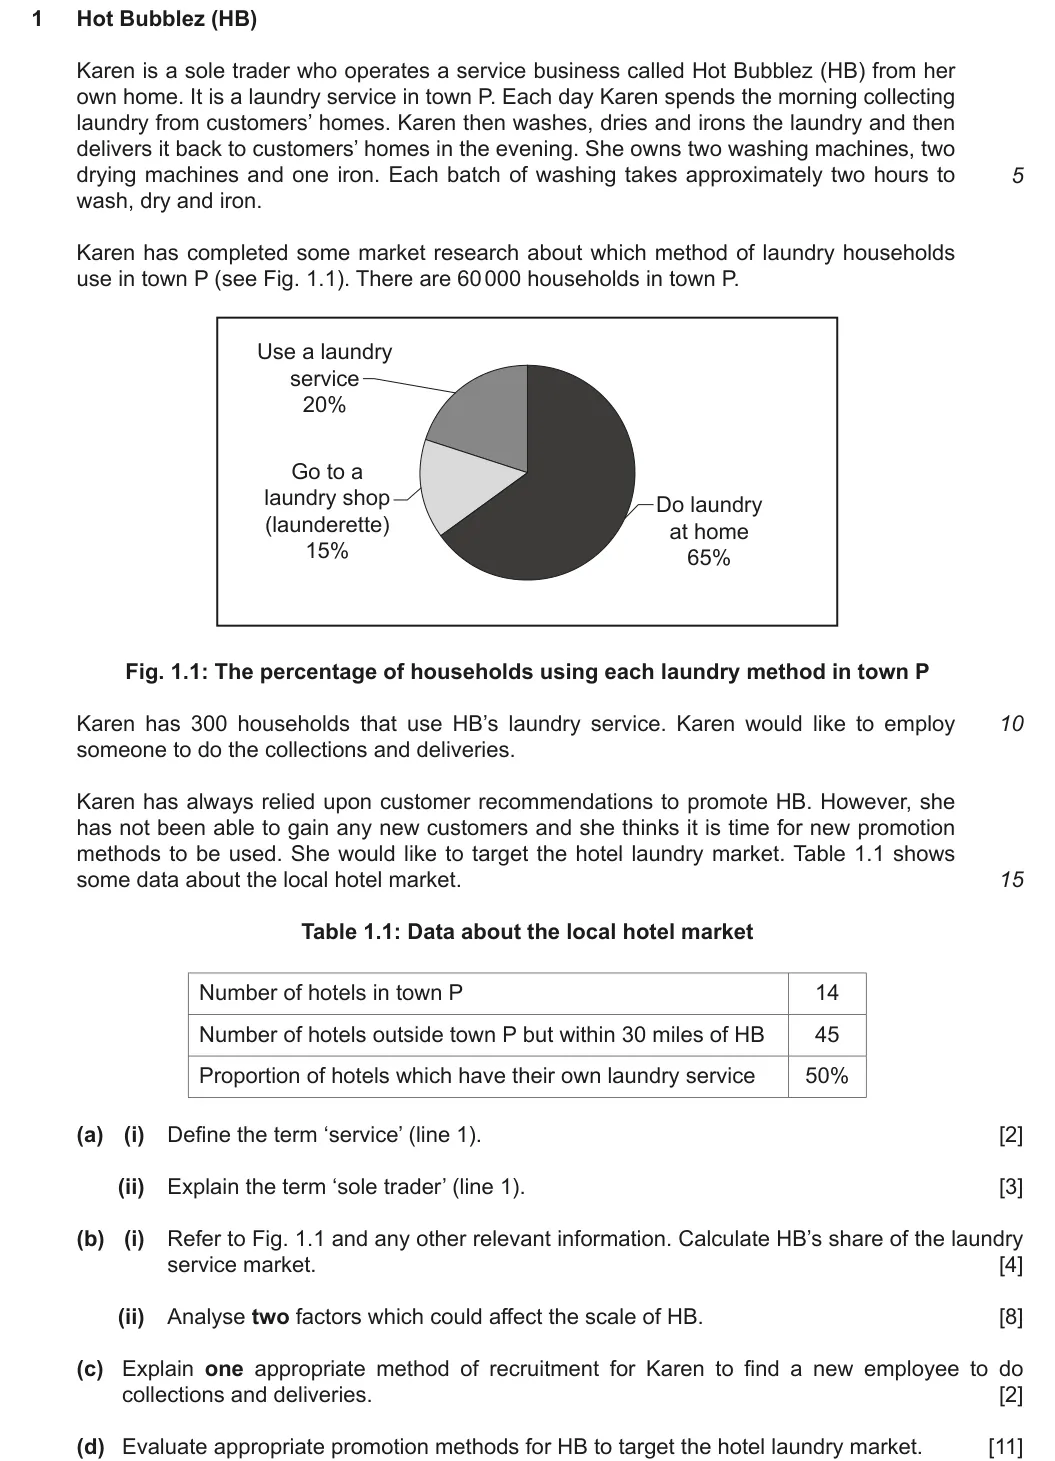 1 Hot Bubblez (HB)
Karen is a sole trader who operates a service business called Hot Bubblez (HB) from her
own home. It is a laundry service in town P. Each day Karen spends the morning collecting
laundry from customers’ homes. Karen then washes, dries and irons the laundry and then
delivers it back to customers’ homes in the evening. She owns two washing machines, two
drying machines and one iron. Each batch of washing takes approximately two hours to 5
wash, dry and iron.
Karen has completed some market research about which method of laundry households
use in town P (see Fig. 1.1). There are 60 000 households in town P.
Use a laundry
service
20%
Go to a
laundry shop
(launderette)
15%
Do laundry
at home
65%
Fig. 1.1: The percentage of households using each laundry method in town P
Karen has 300 households that use HB’s laundry service. Karen would like to employ 10
someone to do the collections and deliveries.
Karen has always relied upon customer recommendations to promote HB. However, she
has not been able to gain any new customers and she thinks it is time for new promotion
methods to be used. She would like to target the hotel laundry market. Table 1.1 shows
some data about the local hotel market. 15
Table 1.1: Data about the local hotel market
Number of hotels in town P 14
Number of hotels outside town P but within 30 miles of HB 45
Proportion of hotels which have their own laundry service 50%
(a) (i) Define the term ‘service’ (line 1). [2]
(ii) Explain the term ‘sole trader’ (line 1). [3]
(b) (i) Refer to Fig. 1.1 and any other relevant information. Calculate HB’s share of the laundry
service market. [4]
(ii) Analyse two factors which could affect the scale of HB. [8]
(c) Explain one appropriate method of recruitment for Karen to find a new employee to do
collections and deliveries. [2]
(d) Evaluate appropriate promotion methods for HB to target the hotel laundry market. [11]